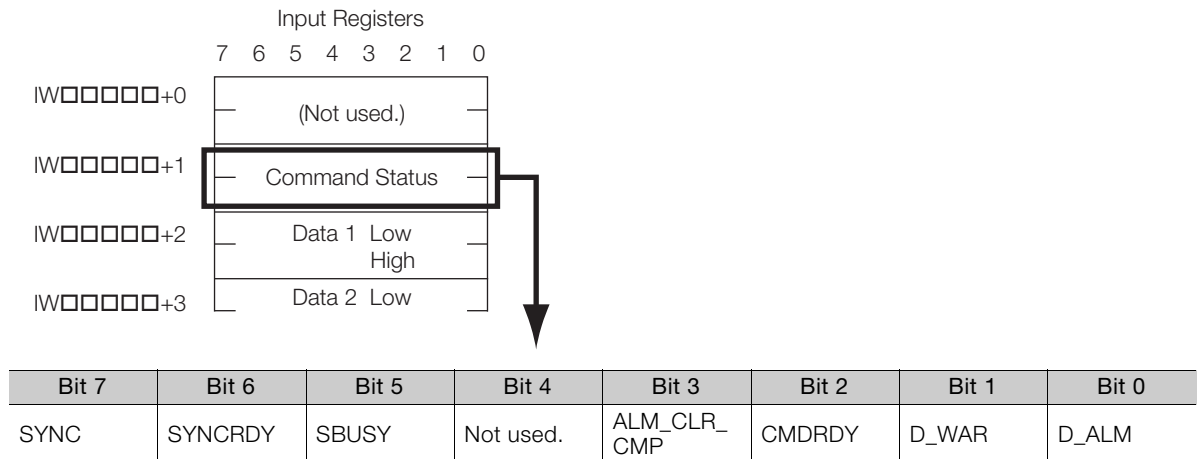 Input Registers
7 6 5 4 3 2 1 0
IW□□□□□+0
(Not used.)
IW□□□□□+1
Command Status
IW□□□□□+2
Data 1 Low
High
IW□□□□□+3
Data 2 Low
Bit 7 Bit 6 Bit 5 Bit 4 Bit 3 Bit 2 Bit 1 Bit 0
SYNC SYNCRDY SBUSY Not used. ALM_CLR_ CMDRDY D_WAR D_ALM
CMP